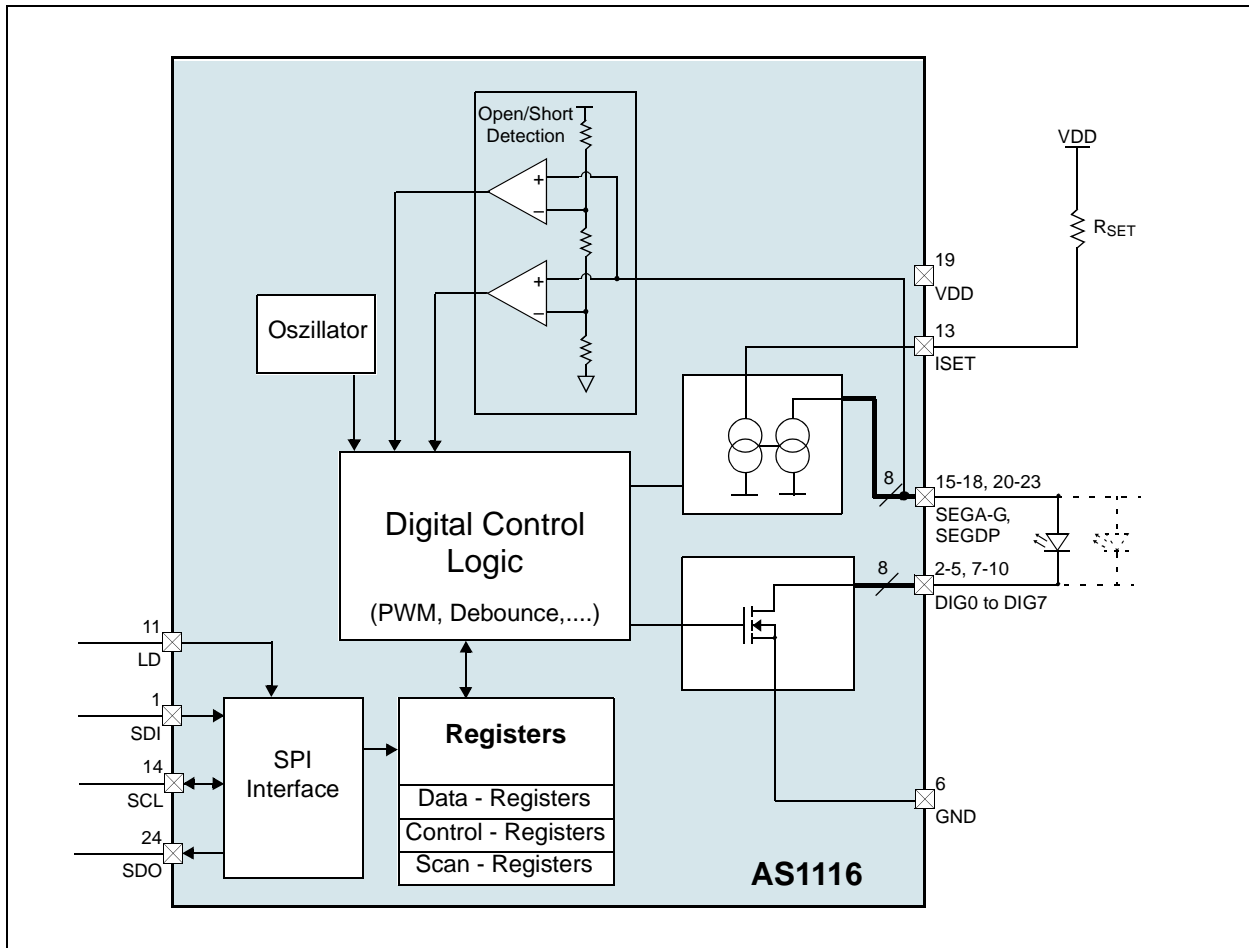 Open/Short
Detection
+
−
+
−
VDD
RSET
19
VDD
13
ISET
Oszillator
8
15-18, 20-23
SEGA-G,
SEGDP
Digital Control
Logic
(PWM, Debounce,....)
8
2-5, 7-10
DIG0 to DIG7
11
LD
1
SDI
14
SCL
24
SDO
SPI
Interface
Registers
Data - Registers
Control - Registers
Scan - Registers
6
GND
AS1116